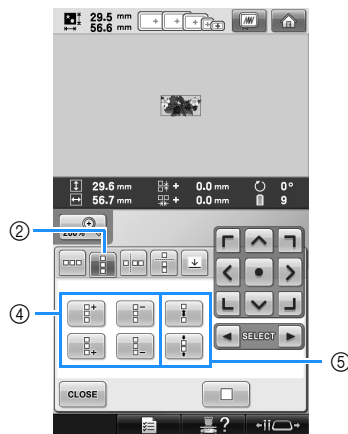 29.5 mm
56.6 mm
29.6 mm + 0.0 mm 0°
56.7 mm + 0.0 mm 9
200%
②
④
SELECT
⑤
CLOSE
?